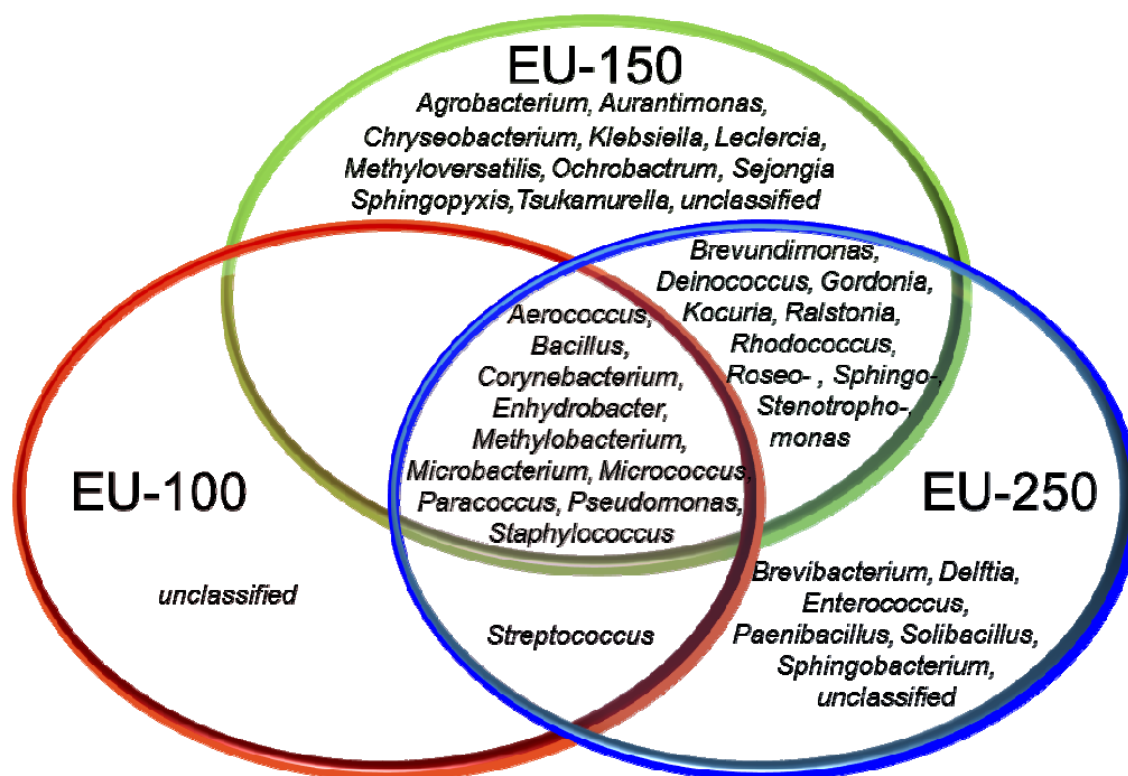 EU-150
Agrobacterium, Aurantimonas,
Chryseobacterium, Klebsiella, Leclercia,
Methyloversatilis, Ochrobactrum, Sejongia
Sphingopyxis, Tsukamurella, unclassified
Brevundimonas,
Deinococcus, Gordonia,
Kocuria, Ralstonia,
Rhodococcus,
Roseo- , Sphingo-,
Stenotropho-,
monas
Aerococcus,
Bacillus,
Corynebacterium,
Enhydrobacter,
Methylobacterium,
Microbacterium, Micrococcus,
Paracoccus, Pseudomonas,
Staphylococcus
EU-100
unclassified
Streptococcus
EU-250
Brevibacterium, Delftia,
Enterococcus,
Paenibacillus, Solibacillus,
Sphingobacterium,
unclassified